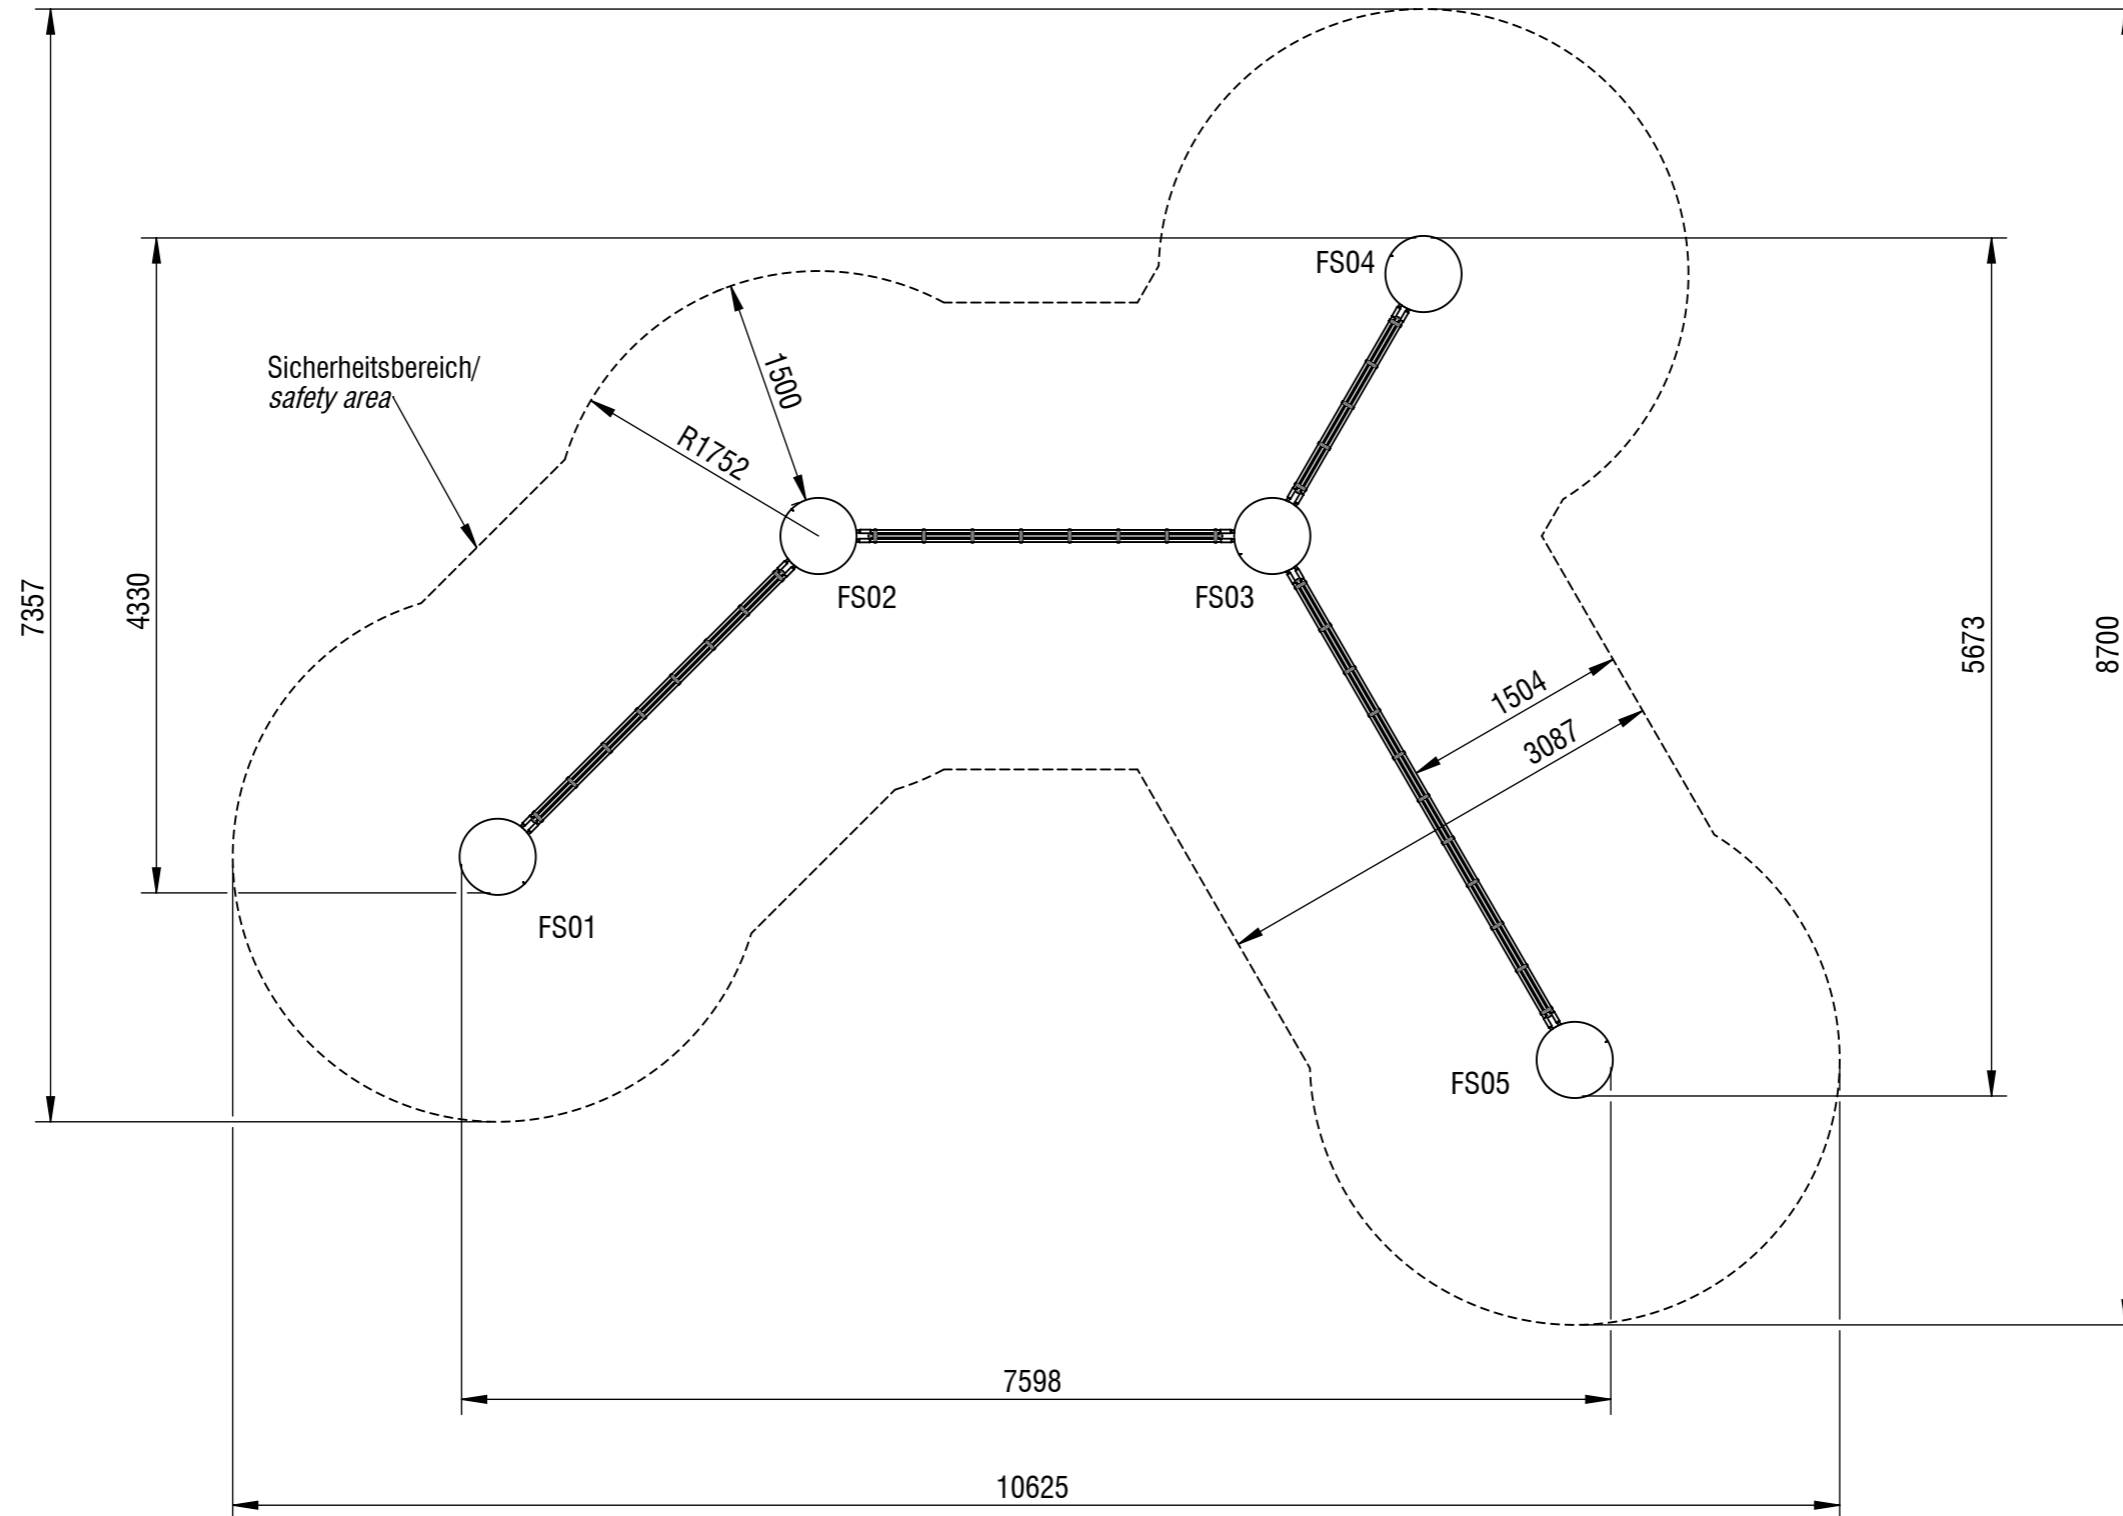 FS04
Sicherheitsbereich/
safety area
1500
R1752
7357
4330
FS02
FS03
5673
8700
1504
3087
FS01
FS05
7598
10625